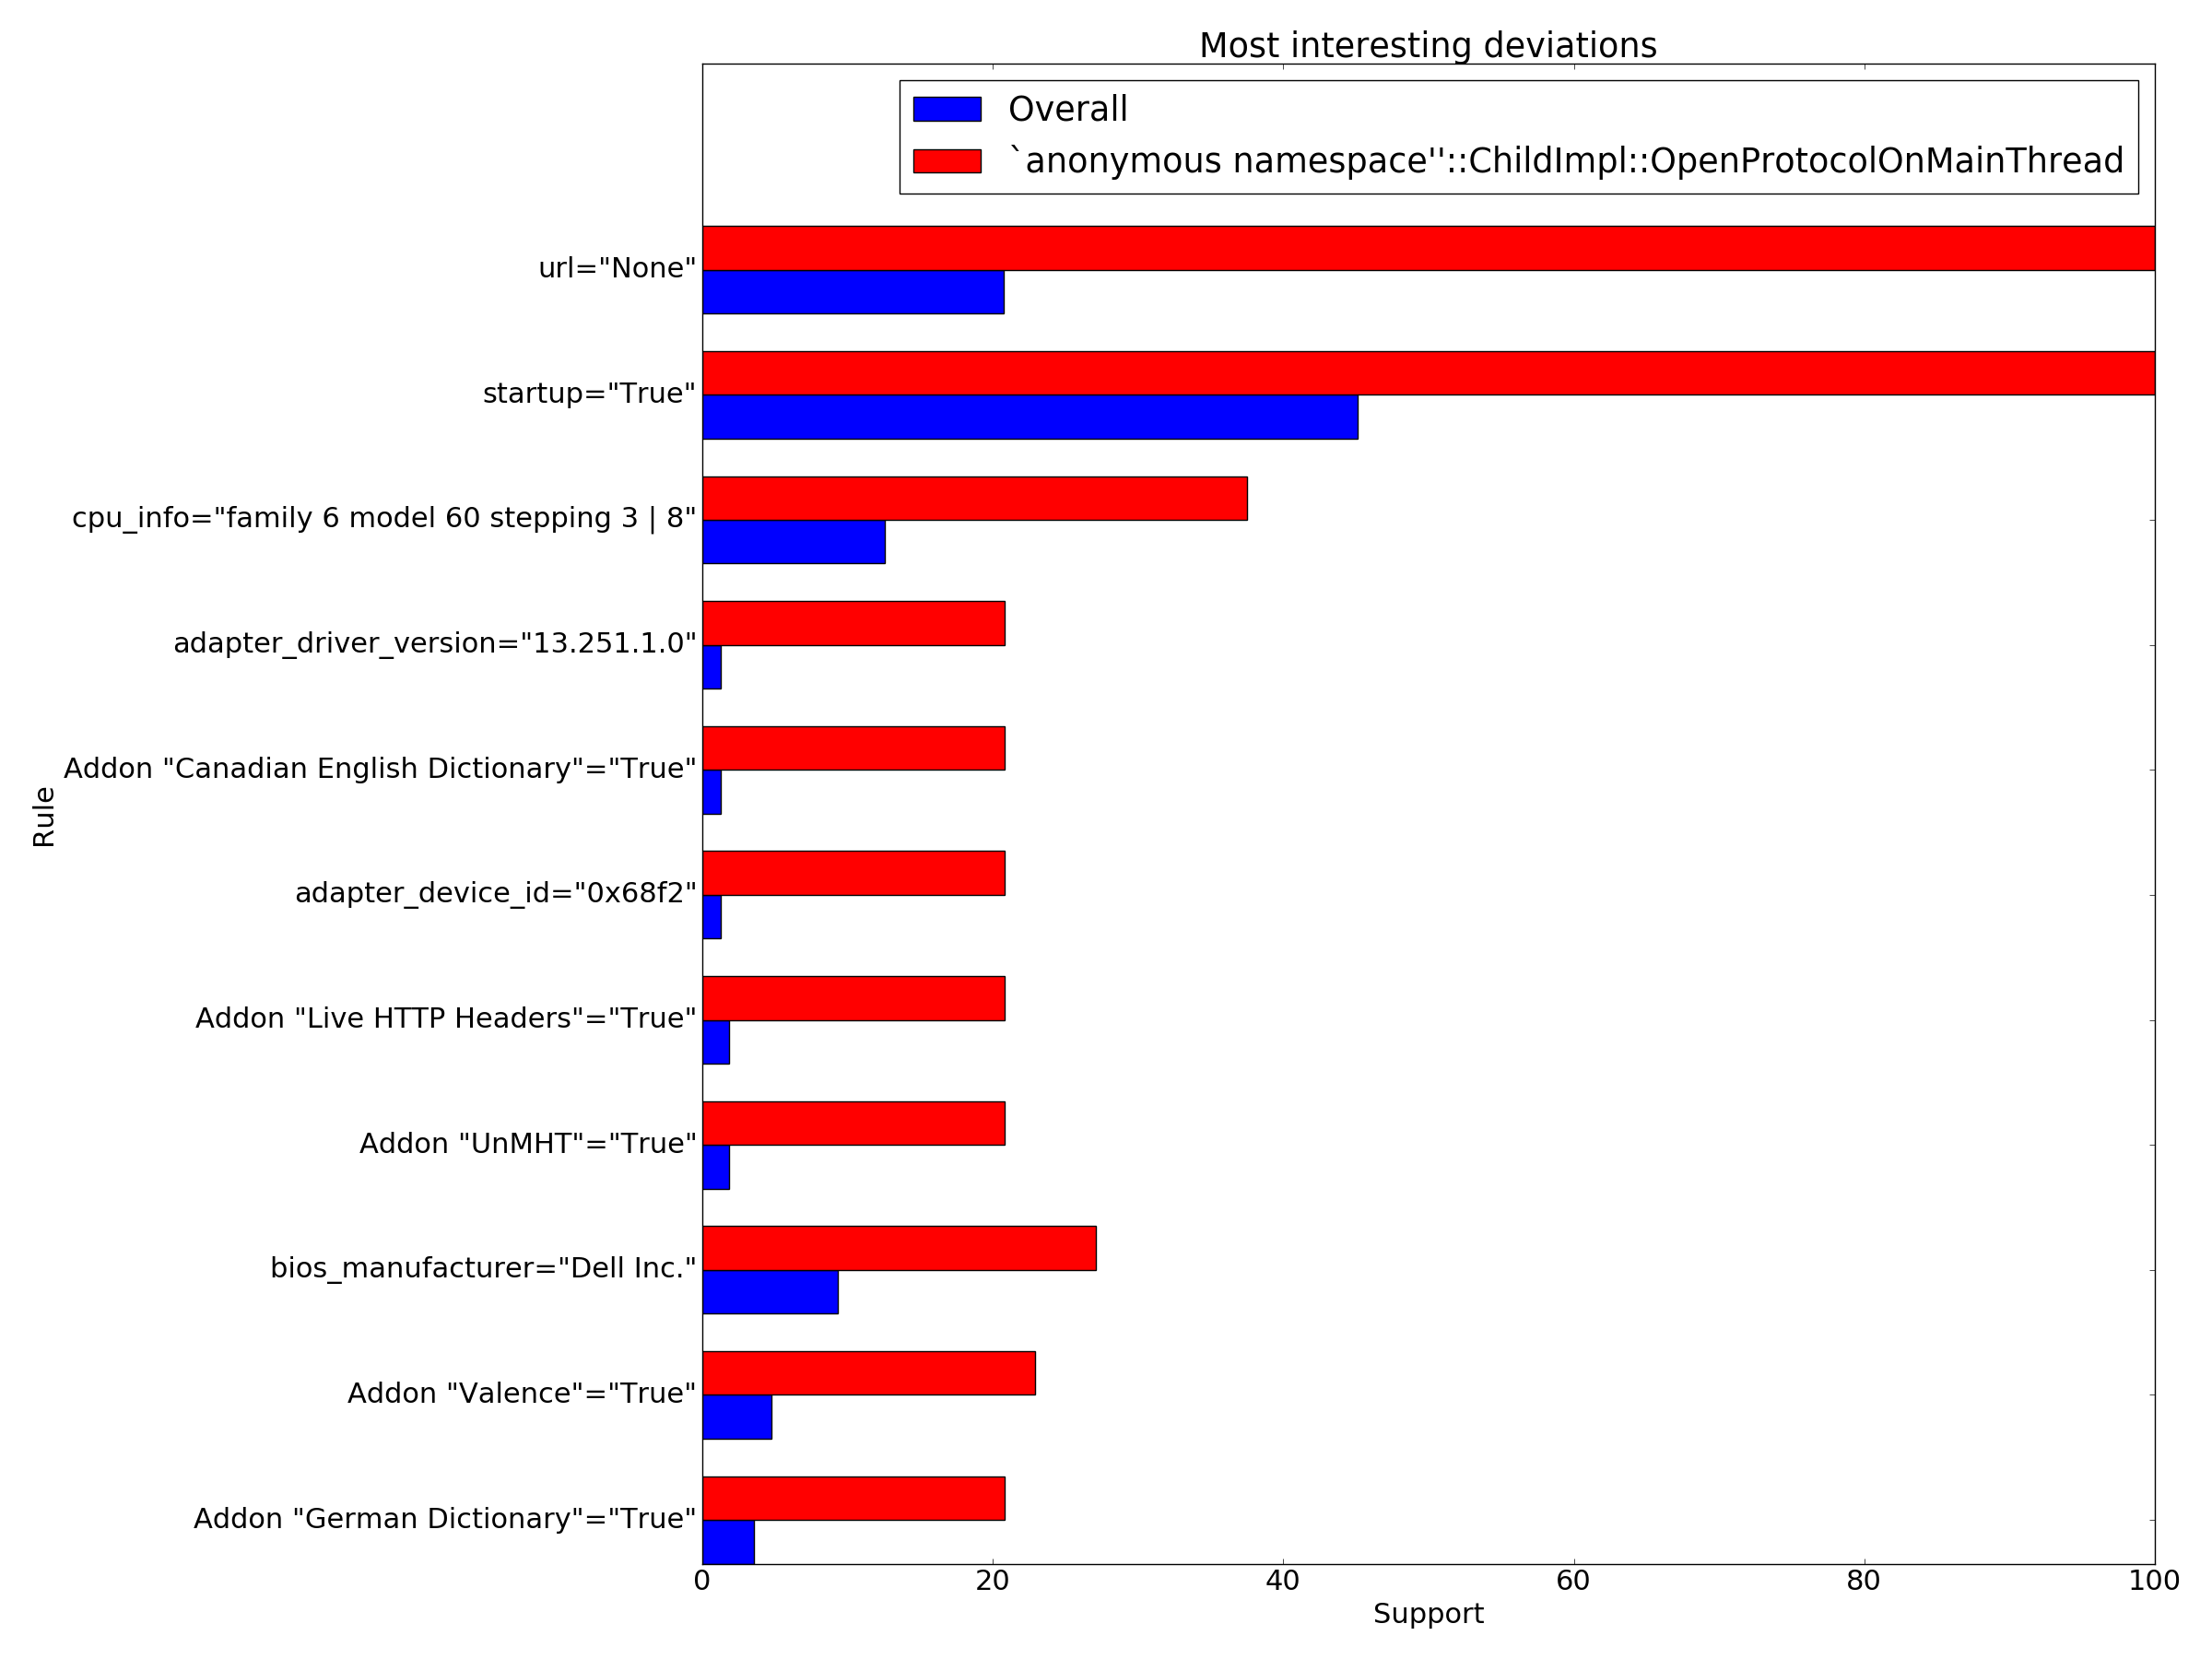 Most interesting deviations
Overall
`anonymous namespace''::ChildImpl::OpenProtocolOnMainThread
url="None"
startup="True"
cpu_info="family 6 model 60 stepping 3 | 8"
adapter_driver_version="13.251.1.0"
Addon "Canadian English Dictionary"="True"
adapter_device_id="0x68f2"
Addon "Live HTTP Headers"="True"
Addon "UnMHT"="True"
bios_manufacturer="Dell Inc."
Addon "Valence"="True"
Addon "German Dictionary"="True"
Rule
0 20 40 60 80 100
Support